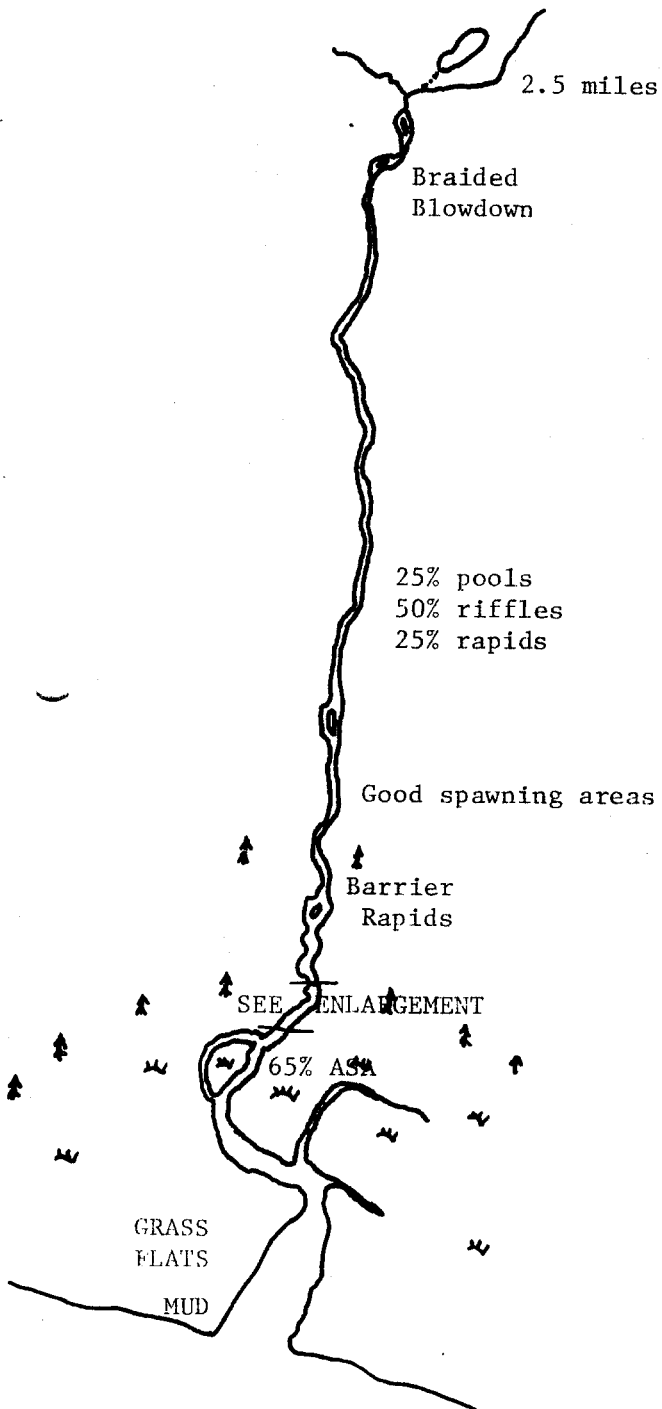 2.5 miles
Braided
Blowdown
25% pools
50% riffles
25% rapids
Good spawning areas
Barrier
Rapids
SEE ENLARGEMENT
65% ASA
GRASS
FLATS
MUD